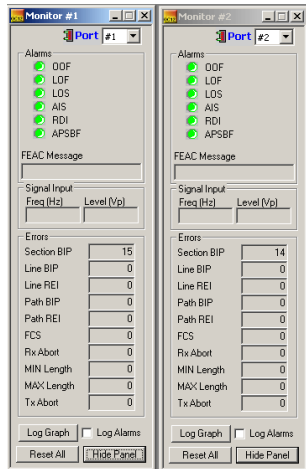 Monitor #1
Port #1
Alarms
OOF
LOF
LOS
AIS
RDI
APSBF
FEAC Message
Signal Input
Freq (Hz) Level (Vp)
Errors
Section BIP 15
Line BIP 0
Line REI 0
Path BIP 0
Path REI 0
FCS 0
Rx Abort 0
MIN Length 0
MAX Length 0
Tx Abort 0
Log Graph Log Alarms
Reset All Hide Panel
Monitor #2
Port #2
Alarms
OOF
LOF
LOS
AIS
RDI
APSBF
FEAC Message
Signal Input
Freq (Hz) Level (Vp)
Errors
Section BIP 14
Line BIP 0
Line REI 0
Path BIP 0
Path REI 0
FCS 0
Rx Abort 0
MIN Length 0
MAX Length 0
Tx Abort 0
Log Graph Log Alarms
Reset All Hide Panel